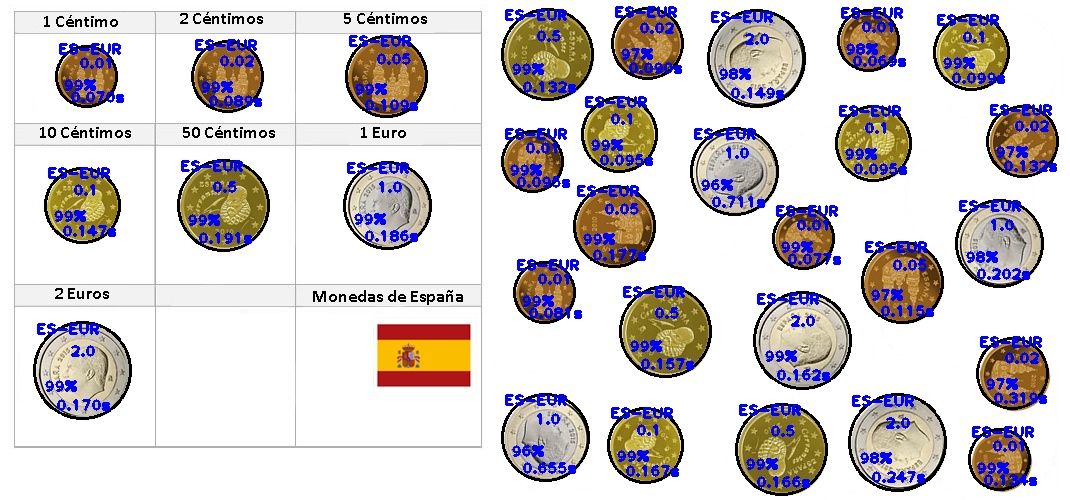 1 Céntimo
2 Céntimos
5 Céntimos
ES-EUR
0.01
99%
0.070s
ES-EUR
0.02
99%
0.089s
ES-EUR
0.05
99%
0.109s
10 Céntimos
50 Céntimos
1 Euro
ES-EUR
0.1
99%
0.147s
ES-EUR
0.5
99%
0.191s
ES-EUR
1.0
99%
0.186s
2 Euros
Monedas de España
ES-EUR
2.0
99%
0.170s
ES-EUR
0.5
99%
0.132s
ES-EUR
0.02
97%
0.090s
ES-EUR
2.0
98%
0.149s
ES-EUR
0.01
98%
0.069s
ES-EUR
0.1
99%
0.099s
ES-EUR
0.01
99%
0.095s
ES-EUR
0.1
99%
0.095s
ES-EUR
1.0
96%
0.711s
ES-EUR
0.1
99%
0.095s
ES-EUR
0.02
97%
0.132s
ES-EUR
0.05
99%
0.177s
ES-EUR
0.01
99%
0.077s
ES-EUR
0.05
97%
0.115s
ES-EUR
1.0
98%
0.202s
ES-EUR
0.01
99%
0.081s
ES-EUR
0.5
99%
0.157s
ES-EUR
2.0
99%
0.162s
ES-EUR
0.02
97%
0.319s
ES-EUR
1.0
96%
0.655s
ES-EUR
0.1
99%
0.167s
ES-EUR
0.5
99%
0.166s
ES-EUR
2.0
98%
0.247s
ES-EUR
0.01
99%
0.134s